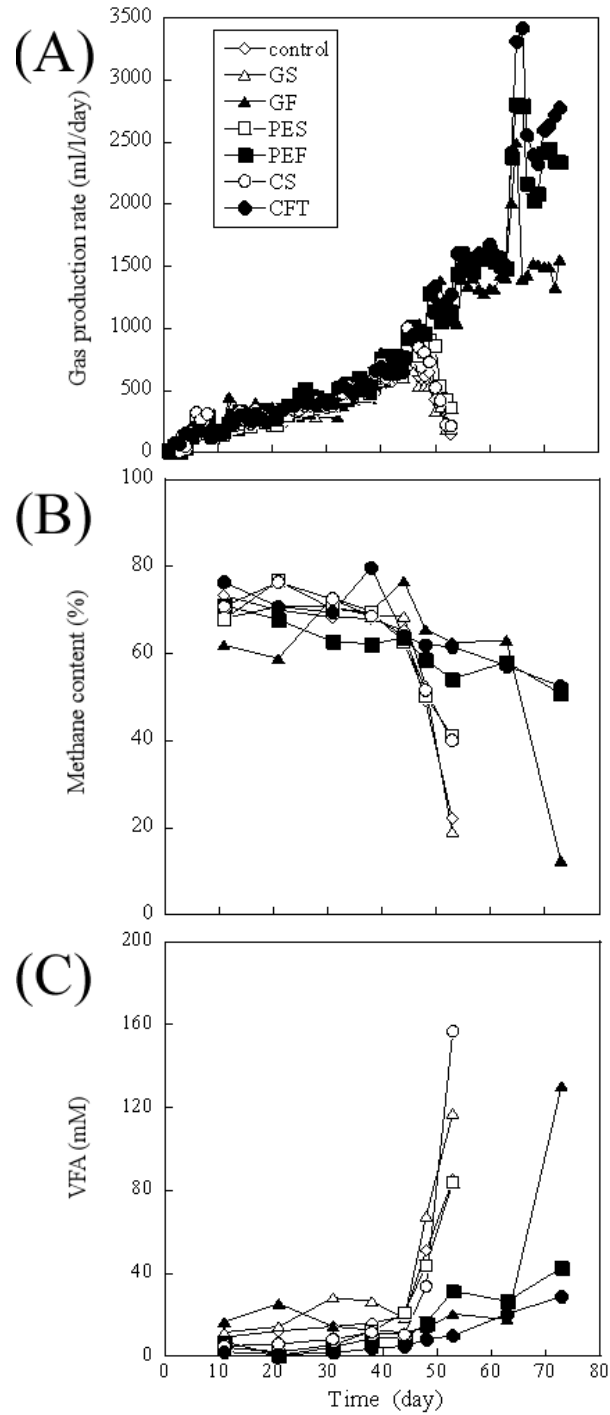 (A)
Gas production rate (ml/l/day)
3500
3000
2500
2000
1500
1000
500
0
control
GS
GF
PES
PEF
CS
CFT
(B)
Methane content (%)
100
80
60
40
20
0
(C)
VFA (mM)
200
160
120
80
40
0
0 10 20 30 40 50 60 70 80
Time (day)